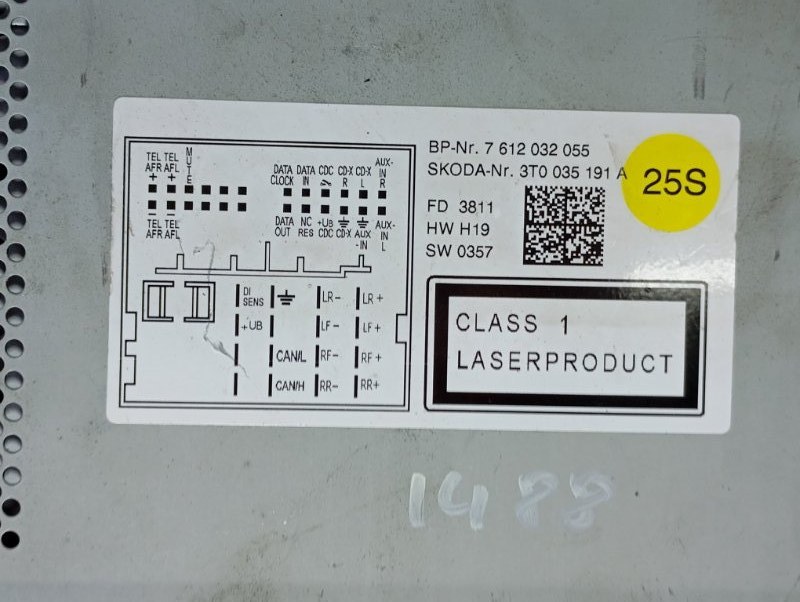 BP-Nr. 7 612 032 055
SKODA-Nr. 3T0 035 191 A
25S
FD 3811
HW H19
SW 0357
CLASS 1
LASERPRODUCT
TEL TEL MUTE
AFR AFL
+ +
− −
TEL TEL
AFR AFL
DATA DATA CDC CD-X CD-X AUX-
CLOCK IN R L IN
R
DATA NC +UB AUX-
OUT RES CDC CD-X AUX IN
-IN L
DI SENS LR- LR+
+UB LF- LF+
CAN/L RF- RF+
CAN/H RR- RR+
1488